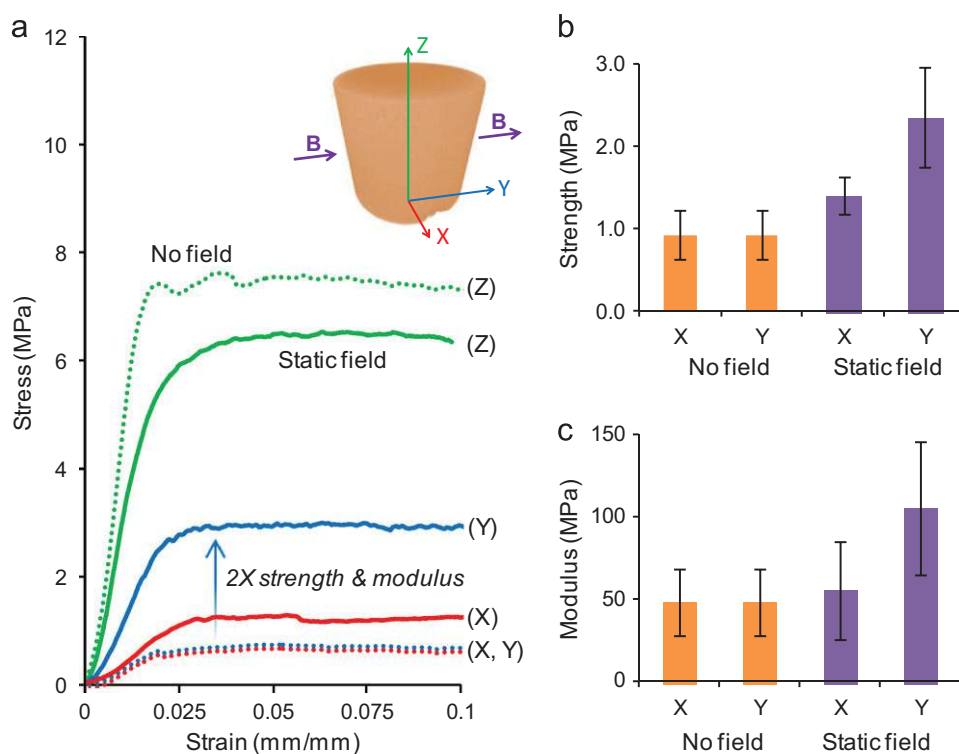 a
12
10
8
6
4
2
0
Stress (MPa)
0
0.025
0.05
0.075
0.1
Strain (mm/mm)
Z
B
B
Y
X
No field
(Z)
(Z)
Static field
(Y)
2X strength & modulus
(X)
(X, Y)
b
3.0
2.0
1.0
0.0
Strength (MPa)
X Y X Y
No field Static field
c
150
100
50
0
Modulus (MPa)
X Y X Y
No field Static field